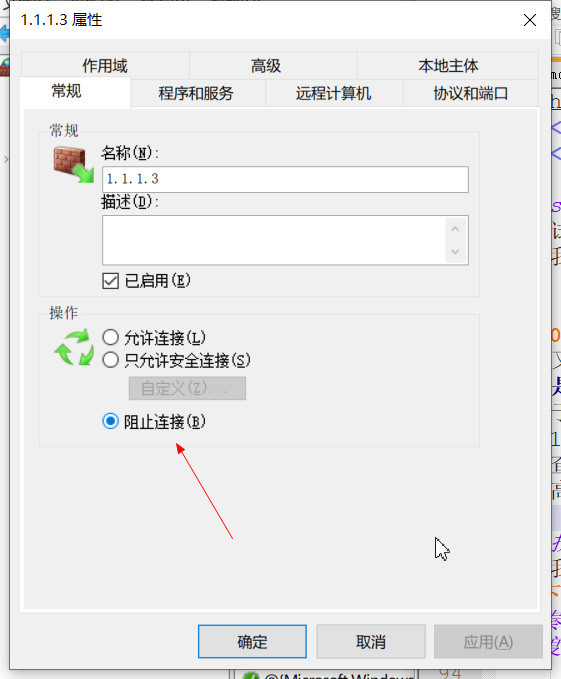 1.1.1.3 属性
作用域 高级 本地主体
常规 程序和服务 远程计算机 协议和端口
常规
名称(N):
1.1.1.3
描述(D):
已启用(E)
操作
允许连接(L)
只允许安全连接(S)
自定义(Z)...
阻止连接(B)
确定 取消 应用(A)
@{Microsoft.Windows
94